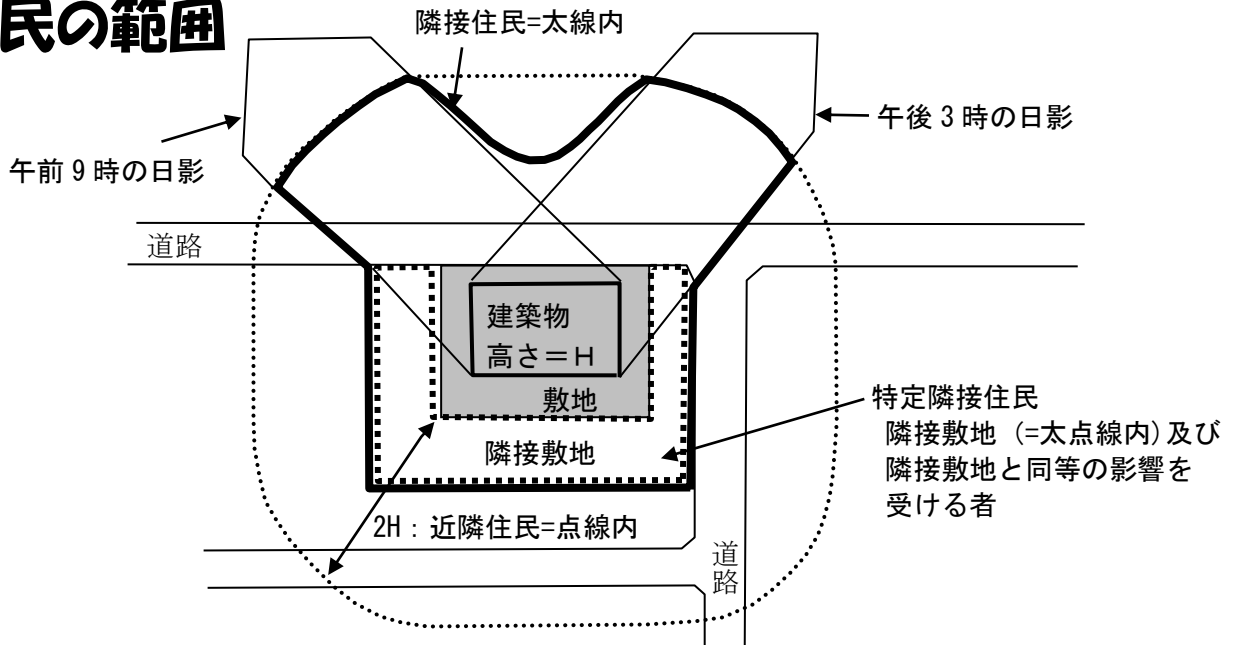 民の範囲
隣接住民=太線内
午後3時の日影
午前9時の日影
道路
建築物
高さ=H
敷地
隣接敷地
特定隣接住民
隣接敷地 (=太点線内)及び
隣接敷地と同等の影響を
受ける者
2H:近隣住民=点線内
道路